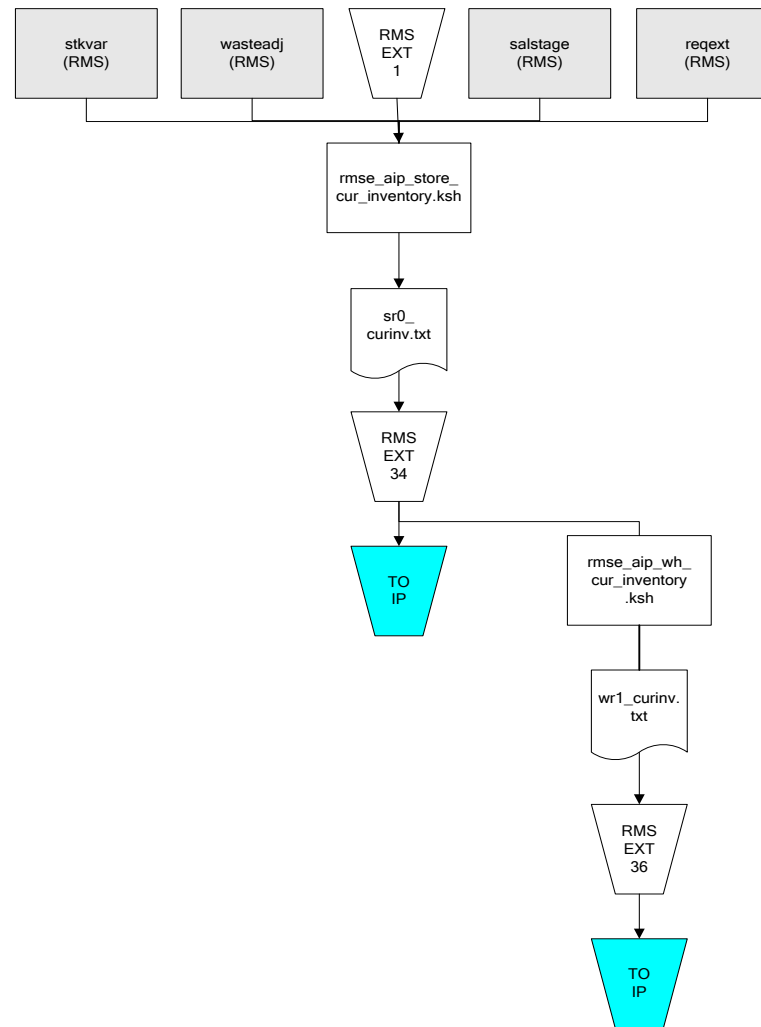 stkvar
(RMS)
wasteadj
(RMS)
RMS
EXT
1
salstage
(RMS)
reqext
(RMS)
rmse_aip_store_
cur_inventory.ksh
sr0_
curinv.txt
RMS
EXT
34
TO
IP
rmse_aip_wh_
cur_inventory
.ksh
wr1_curinv.
txt
RMS
EXT
36
TO
IP